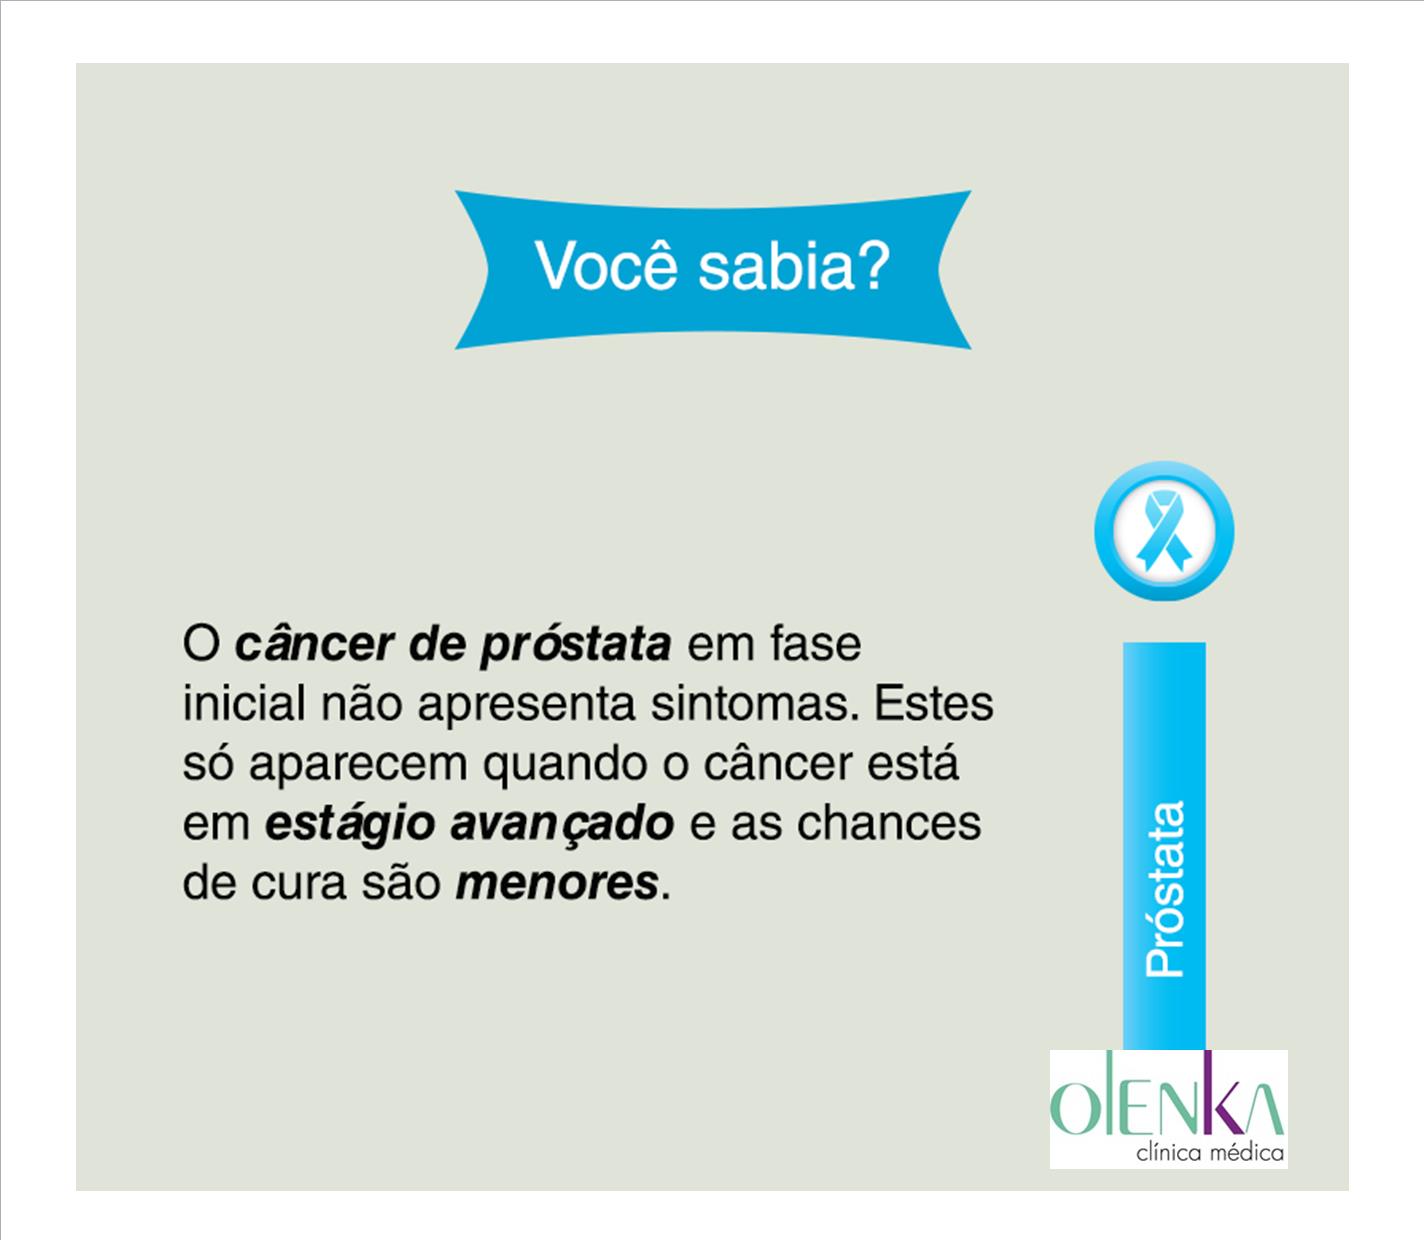 Você sabia?
O câncer de próstata em fase
inicial não apresenta sintomas. Estes
só aparecem quando o câncer está
em estágio avançado e as chances
de cura são menores.
Próstata
OlENKA
clínica médica